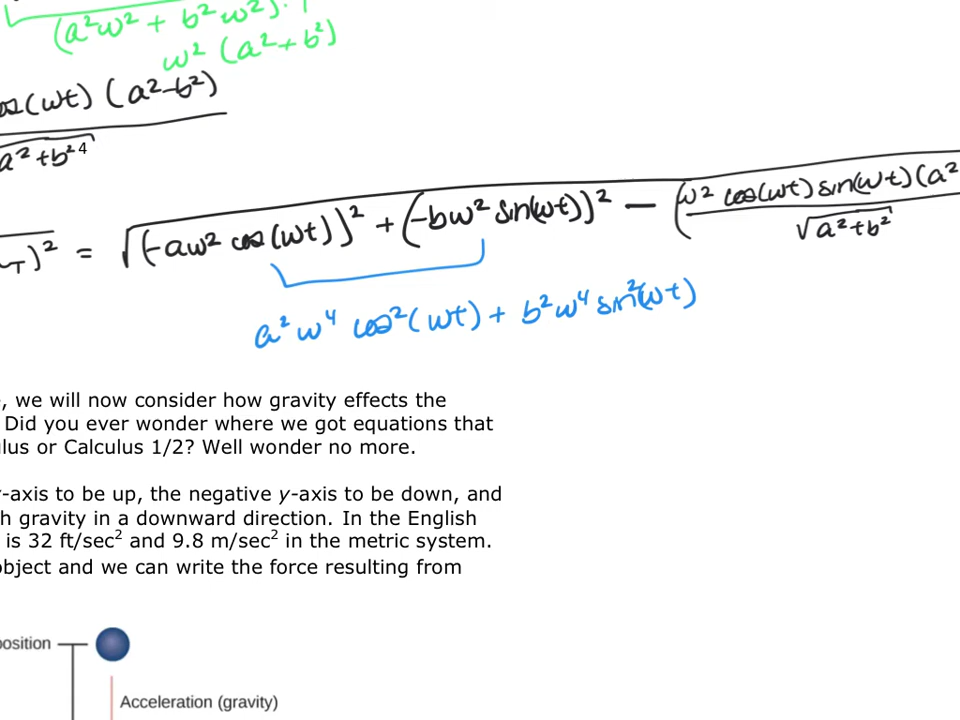 (a²w² + b²w²).
w² (a² + b²)
os(wt) (a²-b²)
a² + b² 4
T)² = √(-aw² cos(wt))² + (-bw² sin(wt))² - (w² cos(wt) sin(wt) (a²
√a² + b²
a² w⁴ cos²(wt) + b² w⁴ sin²(wt)
, we will now consider how gravity effects the
Did you ever wonder where we got equations that
lus or Calculus 1/2? Well wonder no more.
-axis to be up, the negative y-axis to be down, and
h gravity in a downward direction. In the English
is 32 ft/sec² and 9.8 m/sec² in the metric system.
object and we can write the force resulting from
osition
Acceleration (gravity)